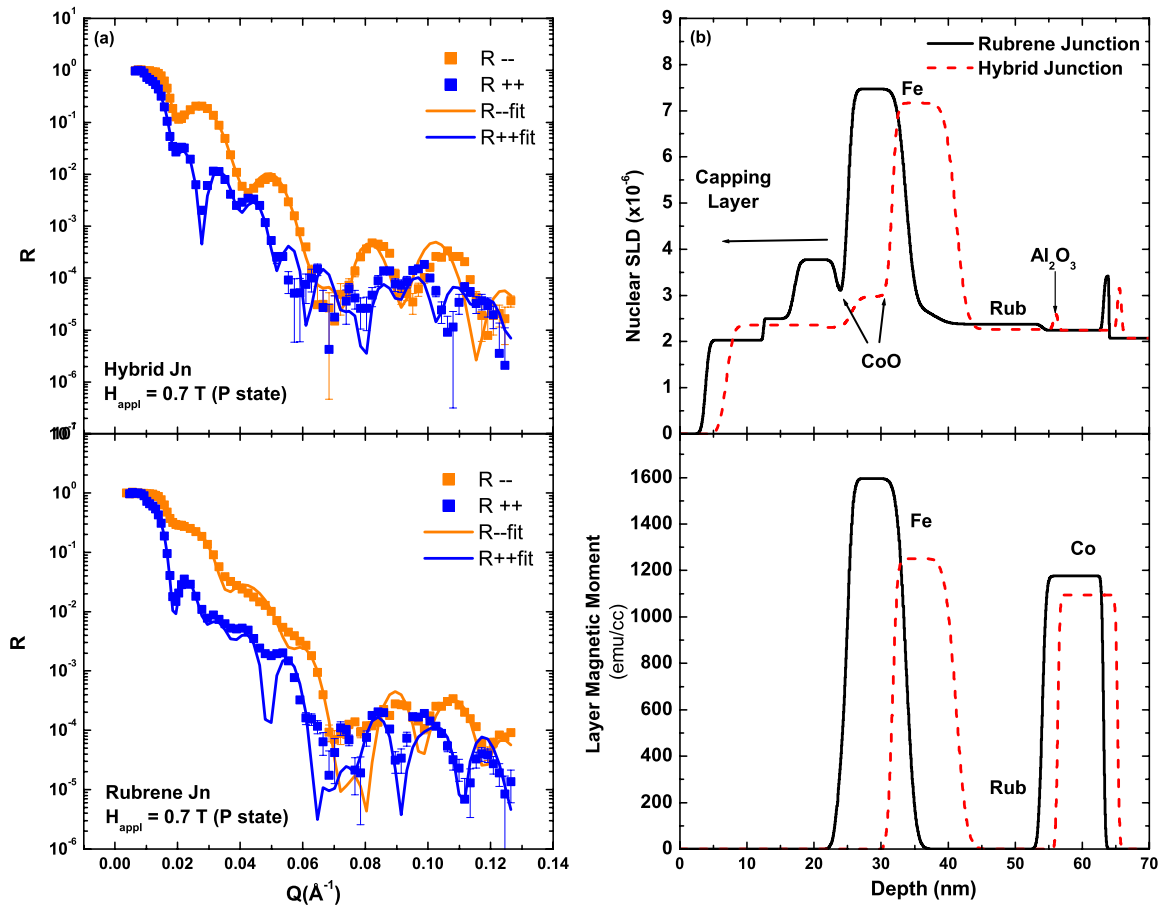 (a)
R --
R ++
R--fit
R++fit
10^1
10^0
10^-1
10^-2
10^-3
10^-4
10^-5
10^-6
R
Hybrid Jn
H_appl = 0.7 T (P state)
R --
R ++
R--fit
R++fit
10^0
10^-1
10^-2
10^-3
10^-4
10^-5
10^-6
R
Rubrene Jn
H_appl = 0.7 T (P state)
0.00 0.02 0.04 0.06 0.08 0.10 0.12 0.14
Q(Å^-1)
(b)
Rubrene Junction
Hybrid Junction
Fe
Capping
Layer
CoO
Rub
Al2O3
9
8
7
6
5
4
3
2
1
0
Nuclear SLD (x10^-6)
Fe
Co
Rub
1600
1400
1200
1000
800
600
400
200
0
Layer Magnetic Moment
(emu/cc)
0 10 20 30 40 50 60 70
Depth (nm)